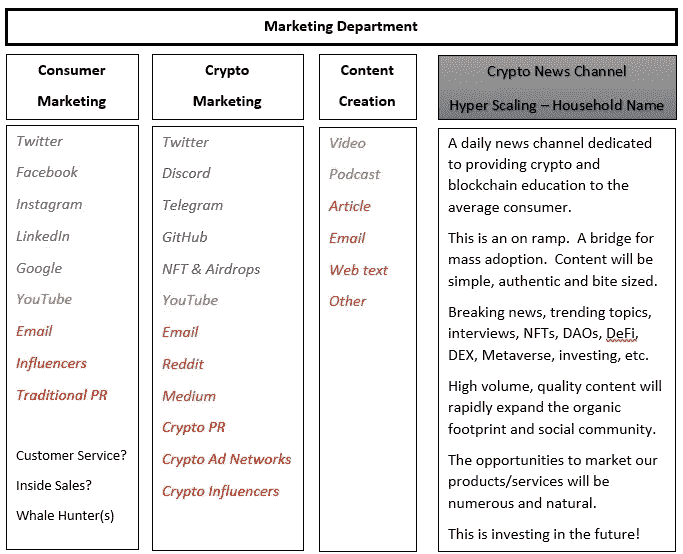 Marketing Department
Consumer
Marketing
Twitter
Facebook
Instagram
LinkedIn
Google
YouTube
Email
Influencers
Traditional PR
Customer Service?
Inside Sales?
Whale Hunter(s)
Crypto
Marketing
Twitter
Discord
Telegram
GitHub
NFT & Airdrops
YouTube
Email
Reddit
Medium
Crypto PR
Crypto Ad Networks
Crypto Influencers
Content
Creation
Video
Podcast
Article
Email
Web text
Other
Crypto News Channel
Hyper Scaling – Household Name
A daily news channel dedicated
to providing crypto and
blockchain education to the
average consumer.
This is an on ramp.  A bridge for
mass adoption.  Content will be
simple, authentic and bite sized.
Breaking news, trending topics,
interviews, NFTs, DAOs, DeFi,
DEX, Metaverse, investing, etc.
High volume, quality content will
rapidly expand the organic
footprint and social community.
The opportunities to market our
products/services will be
numerous and natural.
This is investing in the future!